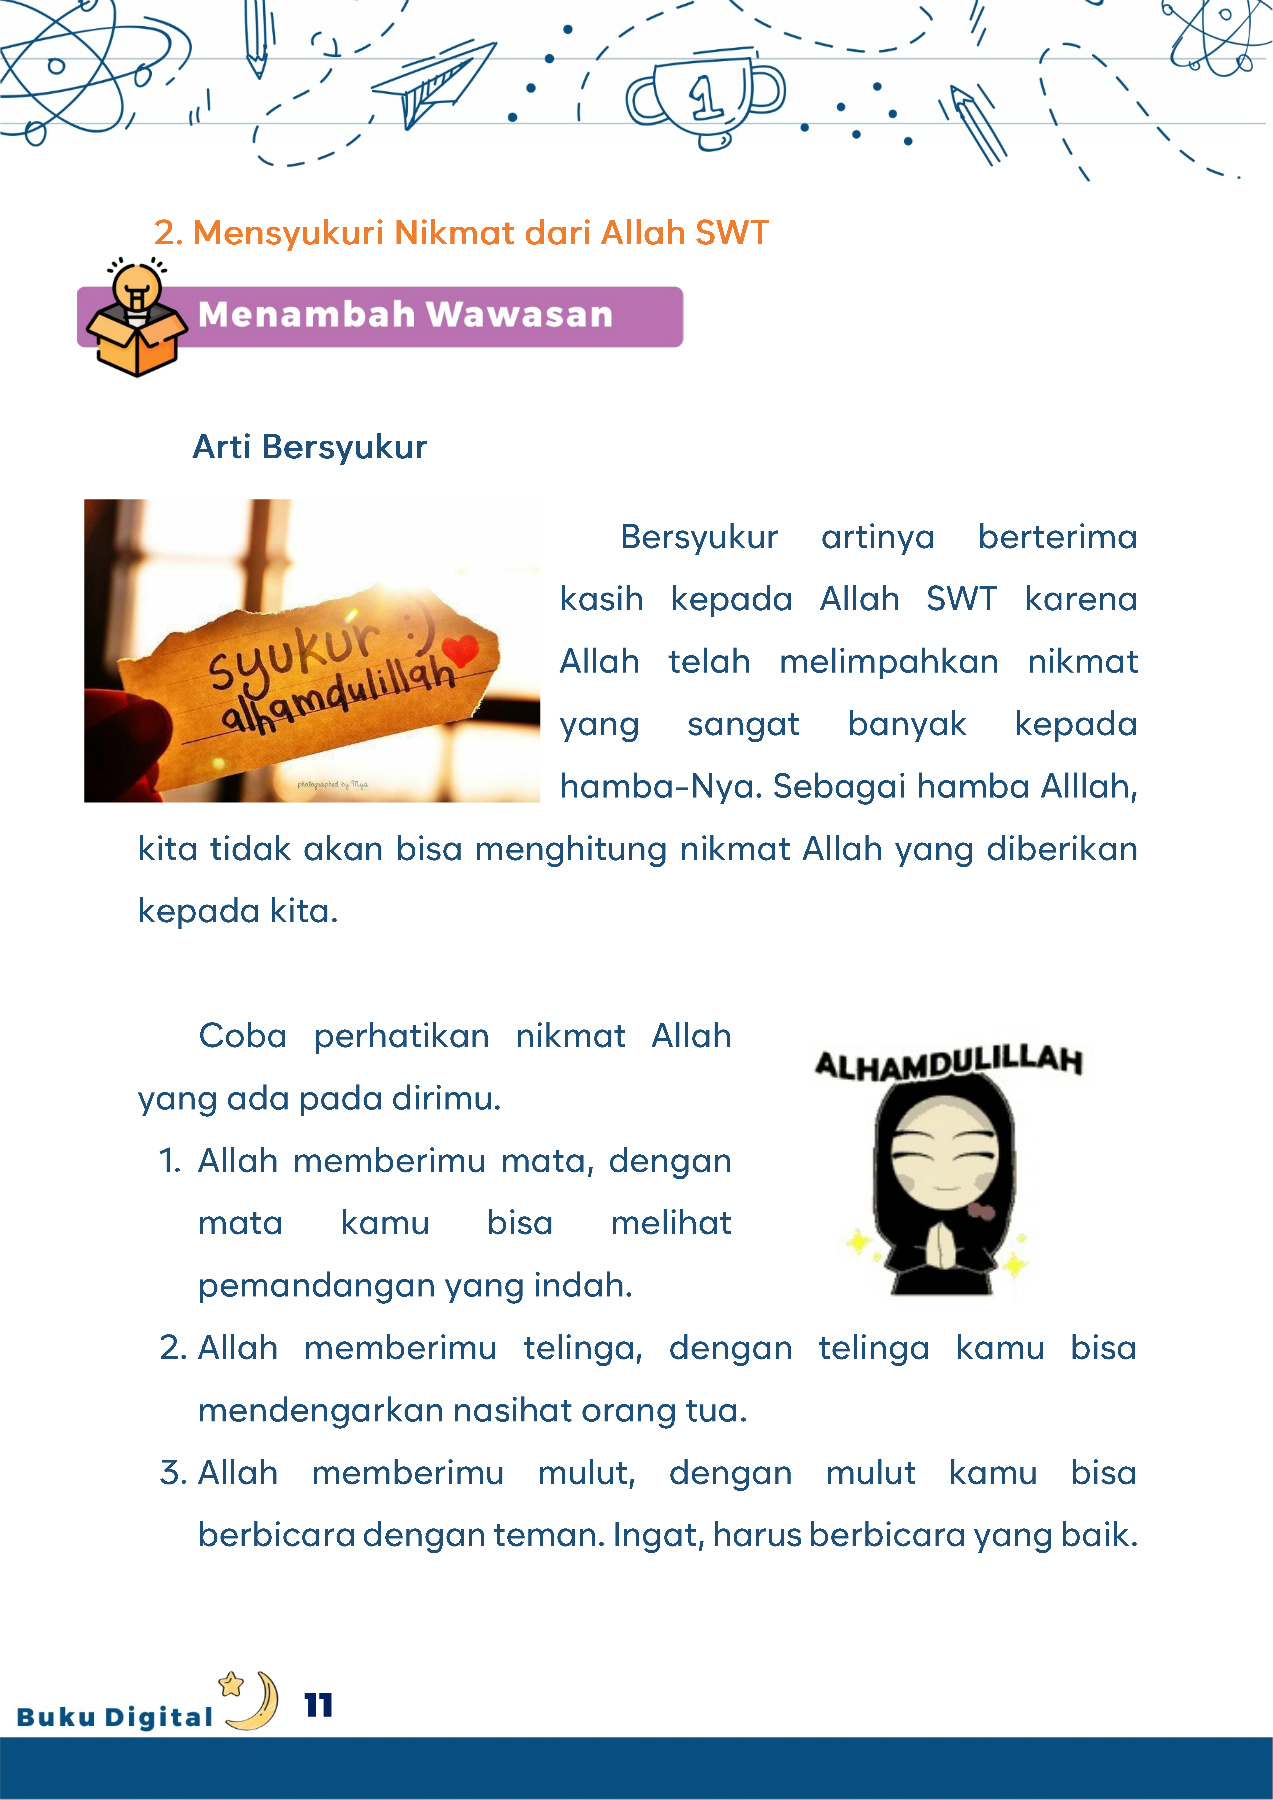 1
2. Mensyukuri Nikmat dari Allah SWT
Menambah Wawasan
Arti Bersyukur
syukur :)
alhamdulillah
photographed by Mya
Bersyukur artinya berterima
kasih kepada Allah SWT karena
Allah telah melimpahkan nikmat
yang sangat banyak kepada
hamba-Nya. Sebagai hamba Alllah,
kita tidak akan bisa menghitung nikmat Allah yang diberikan
kepada kita.
Coba perhatikan nikmat Allah
yang ada pada dirimu.
ALHAMDULILLAH
1. Allah memberimu mata, dengan
mata kamu bisa melihat
pemandangan yang indah.
2. Allah memberimu telinga, dengan telinga kamu bisa
mendengarkan nasihat orang tua.
3. Allah memberimu mulut, dengan mulut kamu bisa
berbicara dengan teman. Ingat, harus berbicara yang baik.
Buku Digital 11